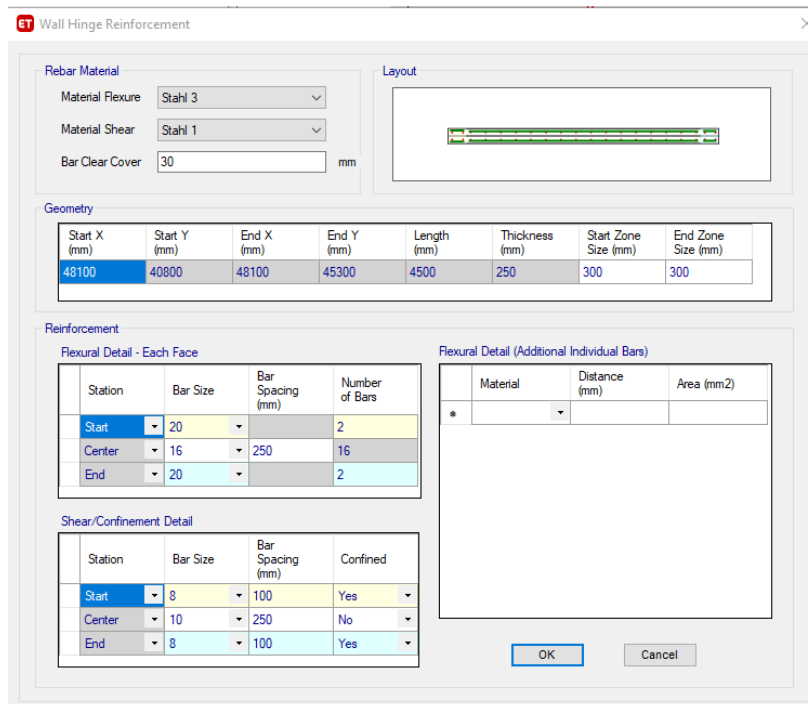 ET Wall Hinge Reinforcement
Rebar Material
Material Flexure Stahl 3
Material Shear Stahl 1
Bar Clear Cover 30 mm
Layout
Geometry
Start X (mm) Start Y (mm) End X (mm) End Y (mm) Length (mm) Thickness (mm) Start Zone Size (mm) End Zone Size (mm)
48100 40800 48100 45300 4500 250 300 300
Reinforcement
Flexural Detail - Each Face
Station Bar Size Bar Spacing (mm) Number of Bars
Start 20 2
Center 16 250 16
End 20 2
Shear/Confinement Detail
Station Bar Size Bar Spacing (mm) Confined
Start 8 100 Yes
Center 10 250 No
End 8 100 Yes
Flexural Detail (Additional Individual Bars)
Material Distance (mm) Area (mm2)
*
OK Cancel